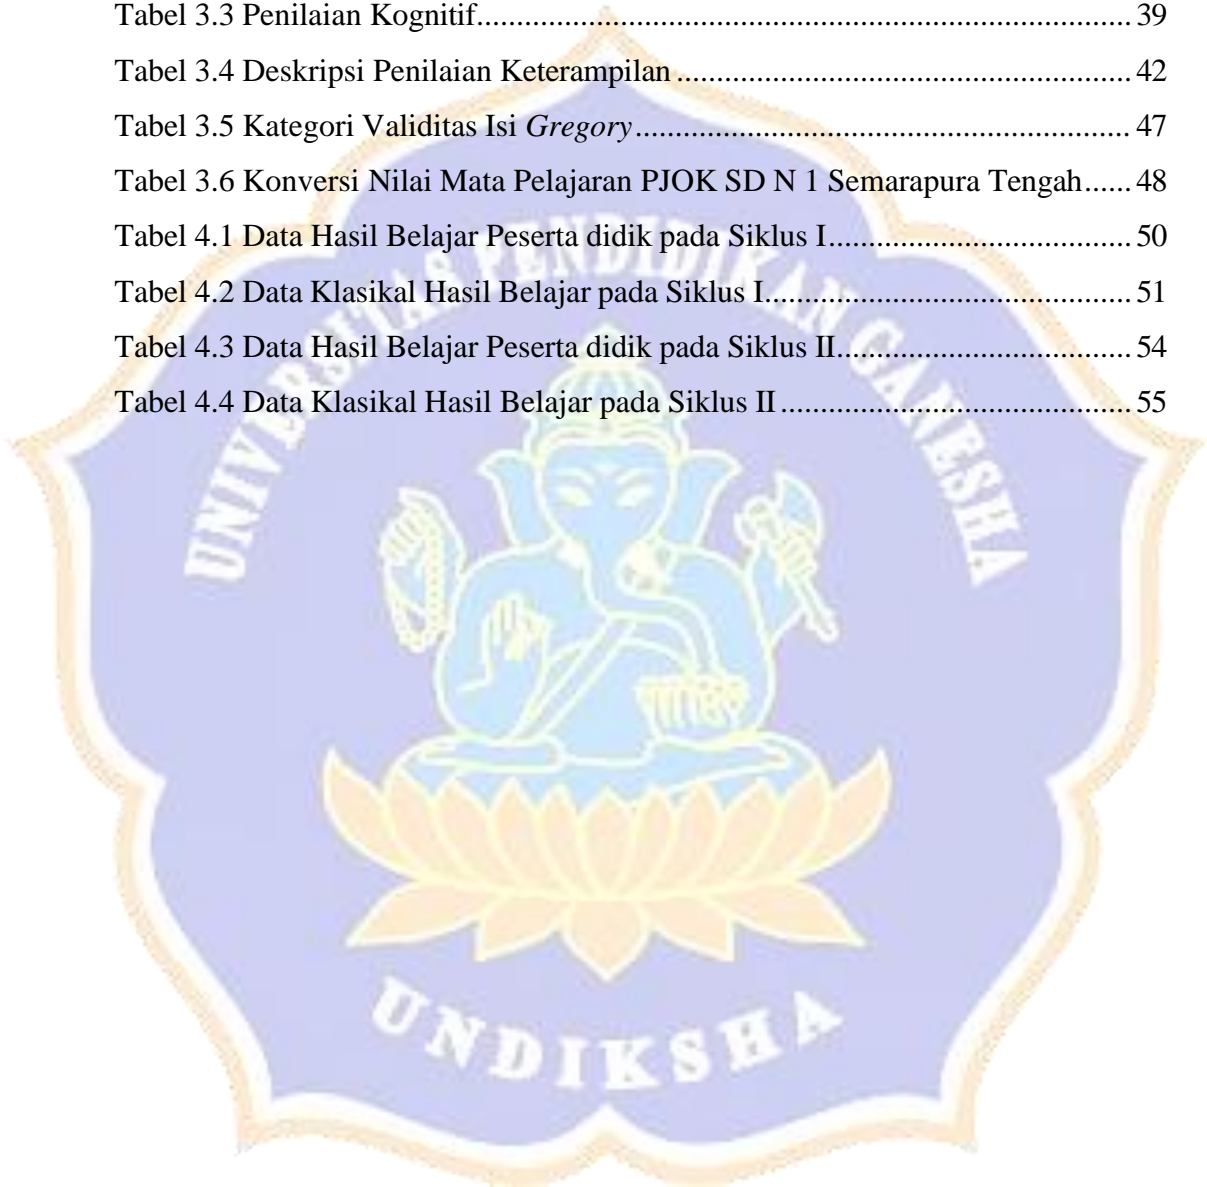 Tabel 3.3 Penilaian Kognitif.................................................................................. 39
Tabel 3.4 Deskripsi Penilaian Keterampilan ......................................................... 42
Tabel 3.5 Kategori Validitas Isi Gregory .............................................................. 47
Tabel 3.6 Konversi Nilai Mata Pelajaran PJOK SD N 1 Semarapura Tengah...... 48
Tabel 4.1 Data Hasil Belajar Peserta didik pada Siklus I...................................... 50
Tabel 4.2 Data Klasikal Hasil Belajar pada Siklus I.............................................. 51
Tabel 4.3 Data Hasil Belajar Peserta didik pada Siklus II..................................... 54
Tabel 4.4 Data Klasikal Hasil Belajar pada Siklus II ............................................ 55
UNIVERSITAS PENDIDIKAN GANESHA
UNDIKSHA